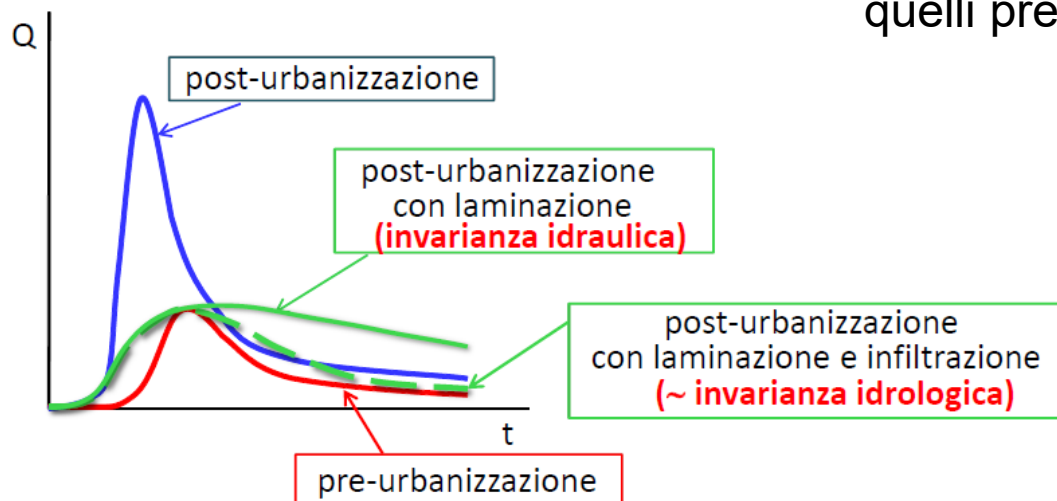 quelli pre
Q
post-urbanizzazione
post-urbanizzazione
con laminazione
(invarianza idraulica)
post-urbanizzazione
con laminazione e infiltrazione
(~ invarianza idrologica)
t
pre-urbanizzazione